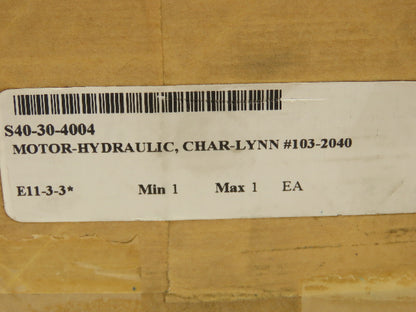 S40-30-4004
MOTOR-HYDRAULIC, CHAR-LYNN #103-2040
E11-3-3* Min 1 Max 1 EA